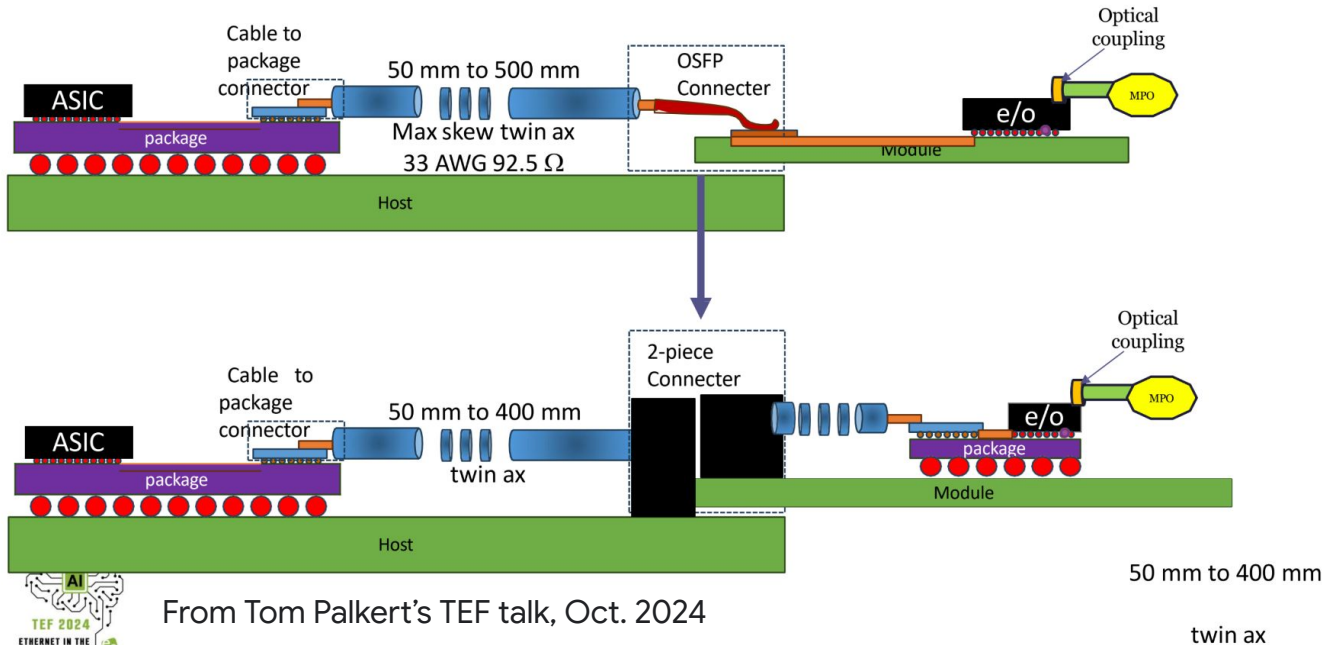 Cable to
package
connector
50 mm to 500 mm
OSFP
Connecter
Optical
coupling
ASIC
e/o
MPO
package
Max skew twin ax
33 AWG 92.5 Ω
Module
Host
Cable to
package
connector
50 mm to 400 mm
2-piece
Connecter
Optical
coupling
ASIC
e/o
MPO
twin ax
package
package
Module
Host
50 mm to 400 mm
twin ax
AI
TEF 2024
ETHERNET IN THE
From Tom Palkert's TEF talk, Oct. 2024